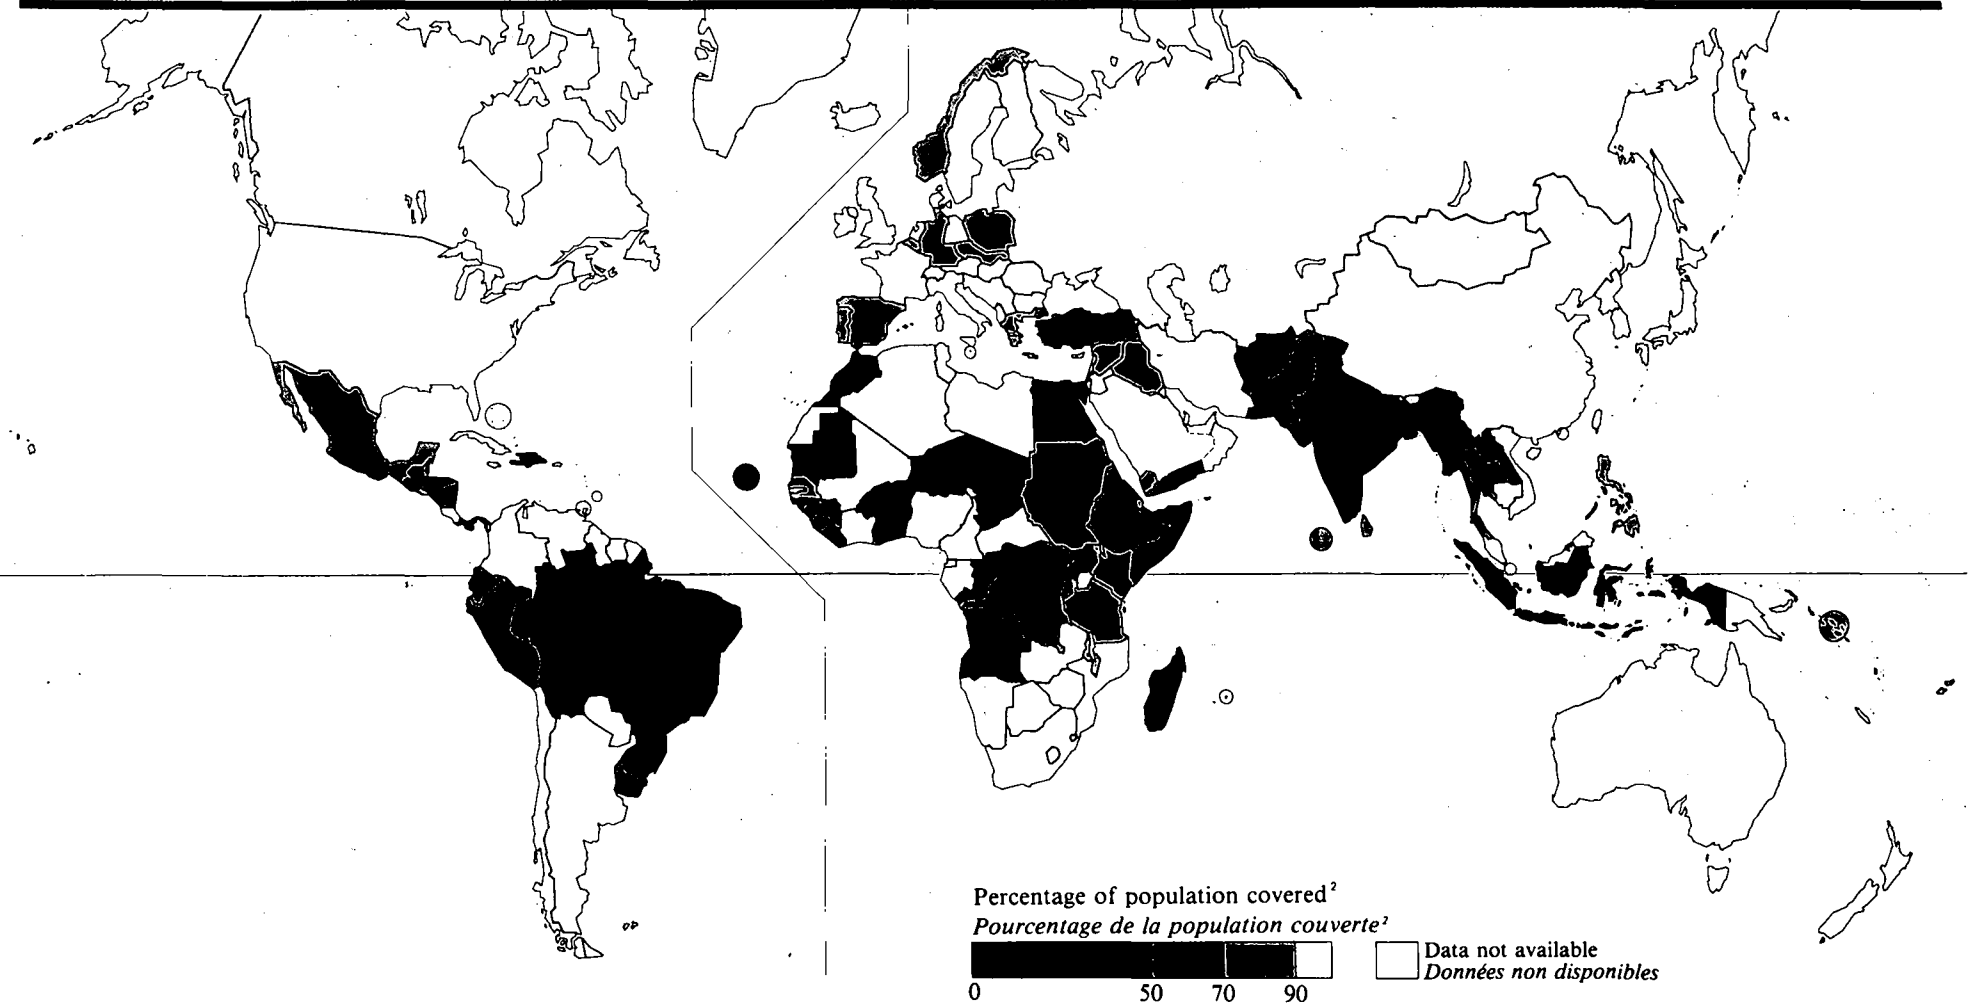 Percentage of population covered²
Pourcentage de la population couverte²
Data not available
Données non disponibles
0 50 70 90